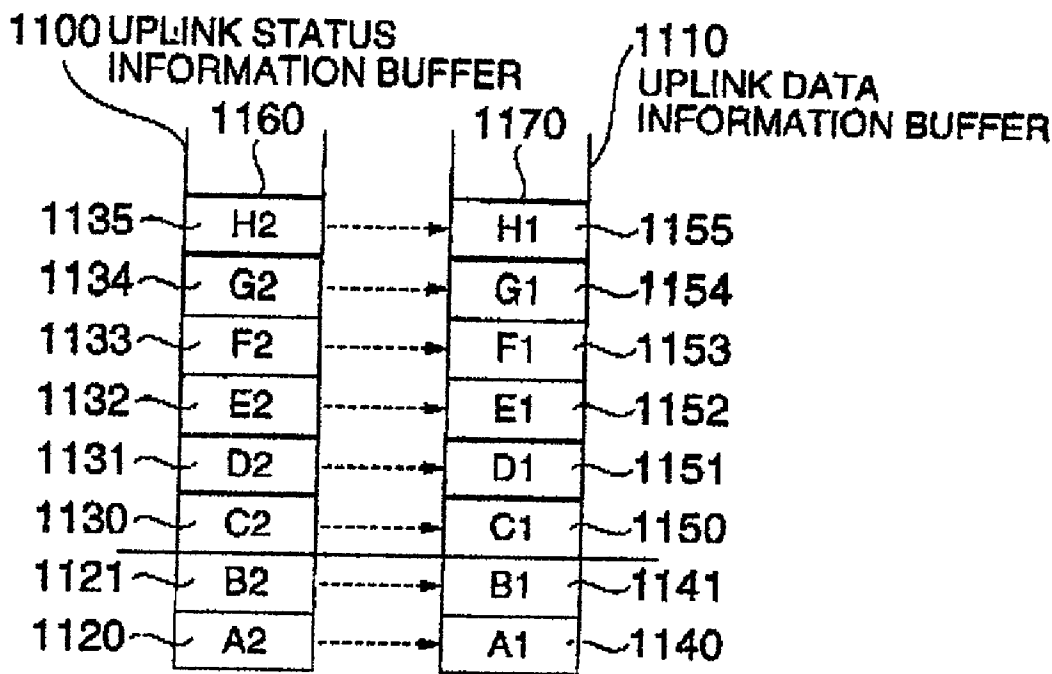 1100 UPLINK STATUS
INFORMATION BUFFER
1110
UPLINK DATA
INFORMATION BUFFER
1160 1170
1135 H2 H1 1155
1134 G2 G1 1154
1133 F2 F1 1153
1132 E2 E1 1152
1131 D2 D1 1151
1130 C2 C1 1150
1121 B2 B1 1141
1120 A2 A1 1140